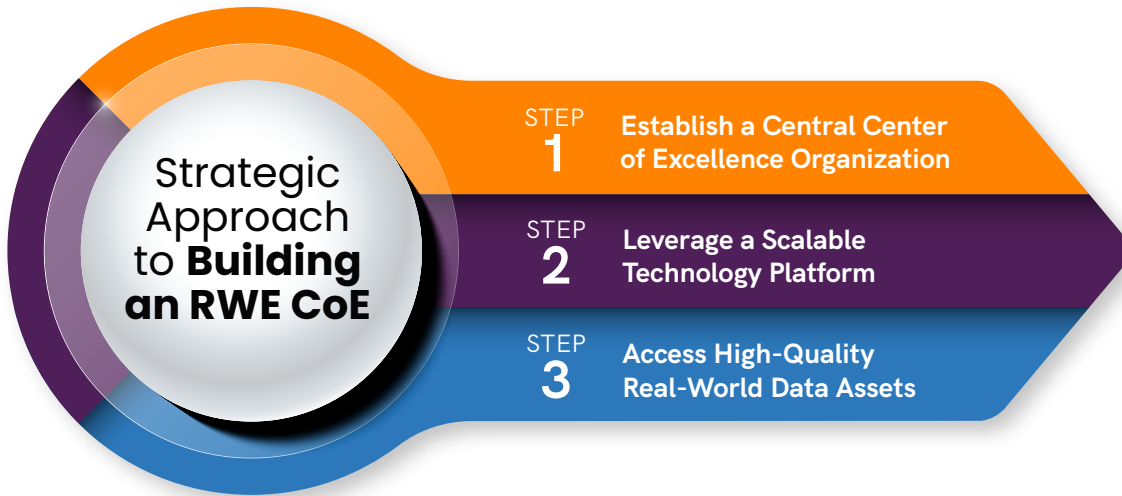 Strategic
Approach
to Building
an RWE CoE
STEP
1
Establish a Central Center
of Excellence Organization
STEP
2
Leverage a Scalable
Technology Platform
STEP
3
Access High-Quality
Real-World Data Assets